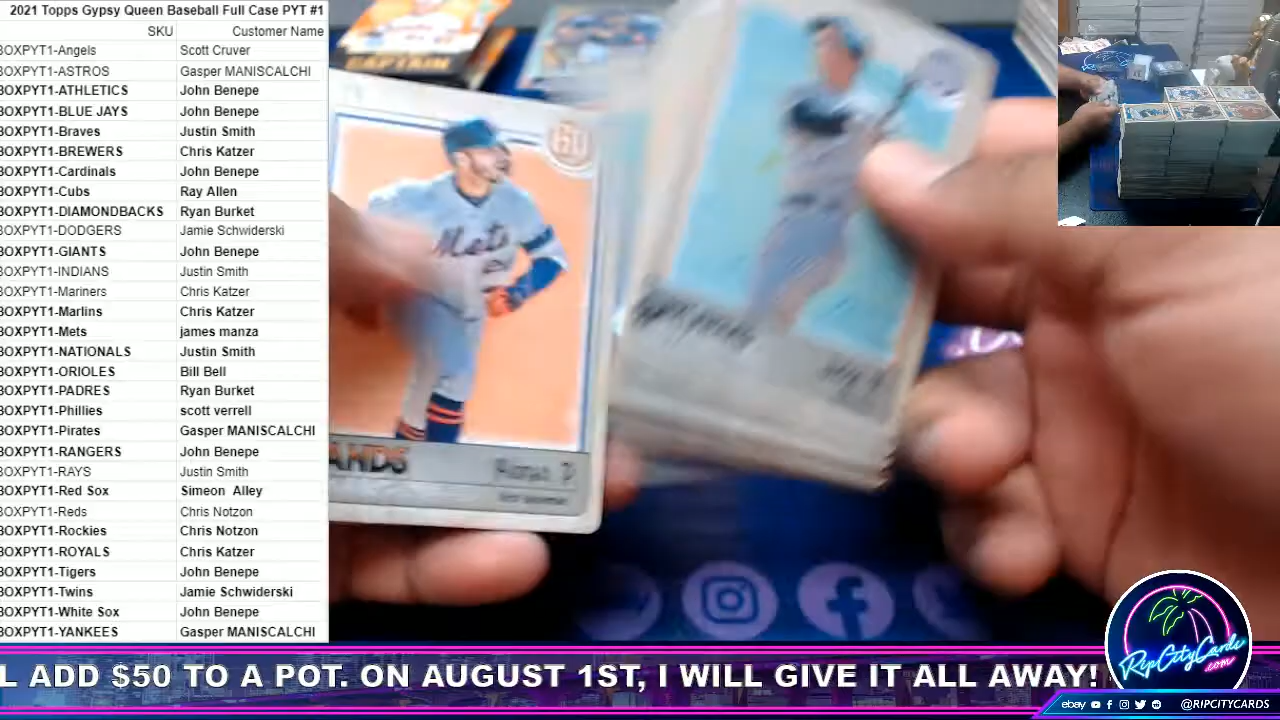 2021 Topps Gypsy Queen Baseball Full Case PYT #1
SKU Customer Name
BOXPYT1-Angels Scott Cruver
BOXPYT1-ASTROS Gasper MANISCALCHI
BOXPYT1-ATHLETICS John Benepe
BOXPYT1-BLUE JAYS John Benepe
BOXPYT1-Braves Justin Smith
BOXPYT1-BREWERS Chris Katzer
BOXPYT1-Cardinals John Benepe
BOXPYT1-Cubs Ray Allen
BOXPYT1-DIAMONDBACKS Ryan Burket
BOXPYT1-DODGERS Jamie Schwiderski
BOXPYT1-GIANTS John Benepe
BOXPYT1-INDIANS Justin Smith
BOXPYT1-Mariners Chris Katzer
BOXPYT1-Marlins Chris Katzer
BOXPYT1-Mets james manza
BOXPYT1-NATIONALS Justin Smith
BOXPYT1-ORIOLES Bill Bell
BOXPYT1-PADRES Ryan Burket
BOXPYT1-Phillies scott verrell
BOXPYT1-Pirates Gasper MANISCALCHI
BOXPYT1-RANGERS John Benepe
BOXPYT1-RAYS Justin Smith
BOXPYT1-Red Sox Simeon Alley
BOXPYT1-Reds Chris Notzon
BOXPYT1-Rockies Chris Notzon
BOXPYT1-ROYALS Chris Katzer
BOXPYT1-Tigers John Benepe
BOXPYT1-Twins Jamie Schwiderski
BOXPYT1-White Sox John Benepe
BOXPYT1-YANKEES Gasper MANISCALCHI
CAPTAIN
Mets
L ADD $50 TO A POT. ON AUGUST 1ST, I WILL GIVE IT ALL AWAY!
RipCityCards
.com
ebay @RIPCITYCARDS